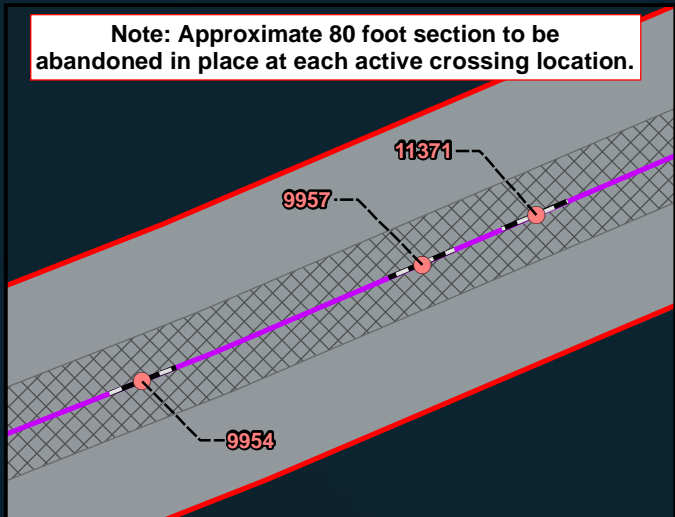 Note: Approximate 80 foot section to be
abandoned in place at each active crossing location.
11371
9957
9954